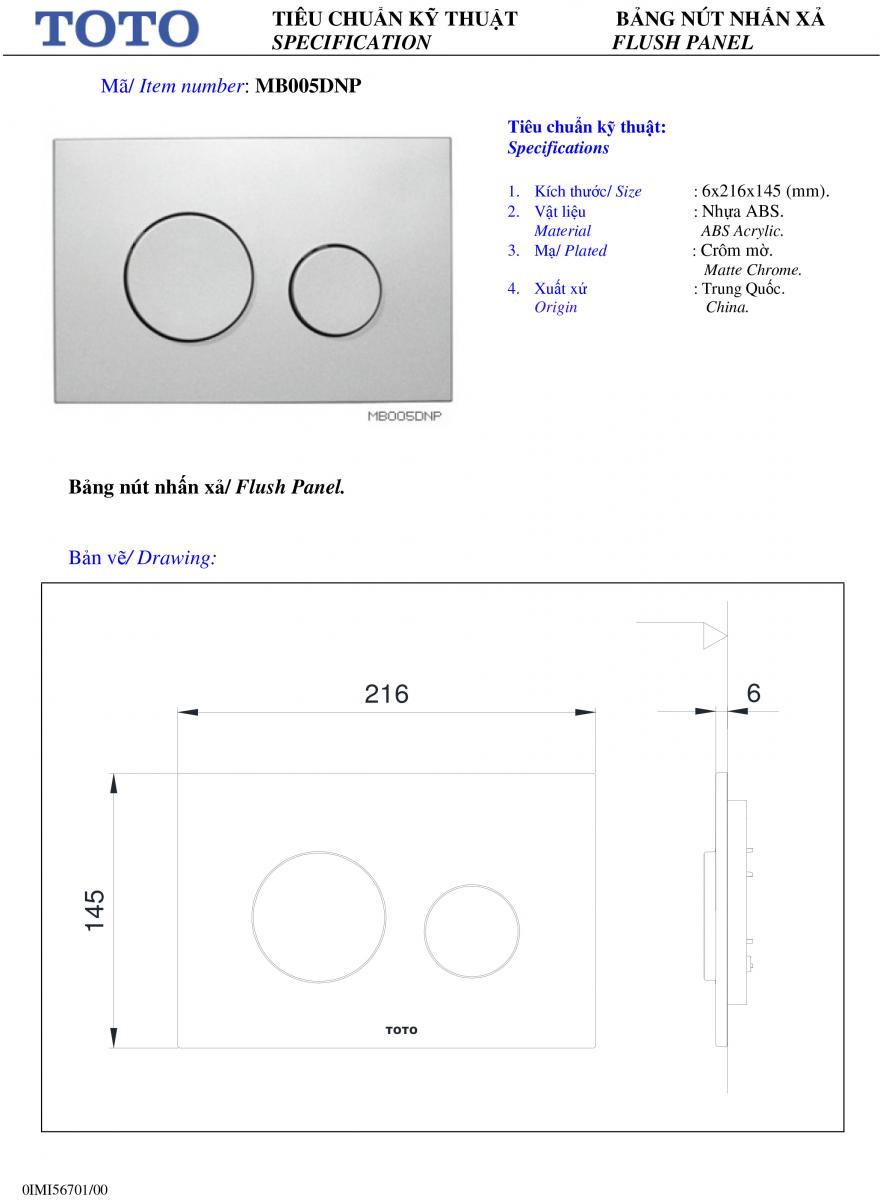 TOTO
TIÊU CHUẨN KỸ THUẬT
SPECIFICATION
BẢNG NÚT NHẤN XẢ
FLUSH PANEL
Mã/ Item number: MB005DNP
MB005DNP
Tiêu chuẩn kỹ thuật:
Specifications
1. Kích thước/ Size : 6x216x145 (mm).
2. Vật liệu : Nhựa ABS.
Material ABS Acrylic.
3. Mạ/ Plated : Crôm mờ.
Matte Chrome.
4. Xuất xứ : Trung Quốc.
Origin China.
Bảng nút nhấn xả/ Flush Panel.
Bản vẽ/ Drawing:
216
6
145
TOTO
0IMI56701/00